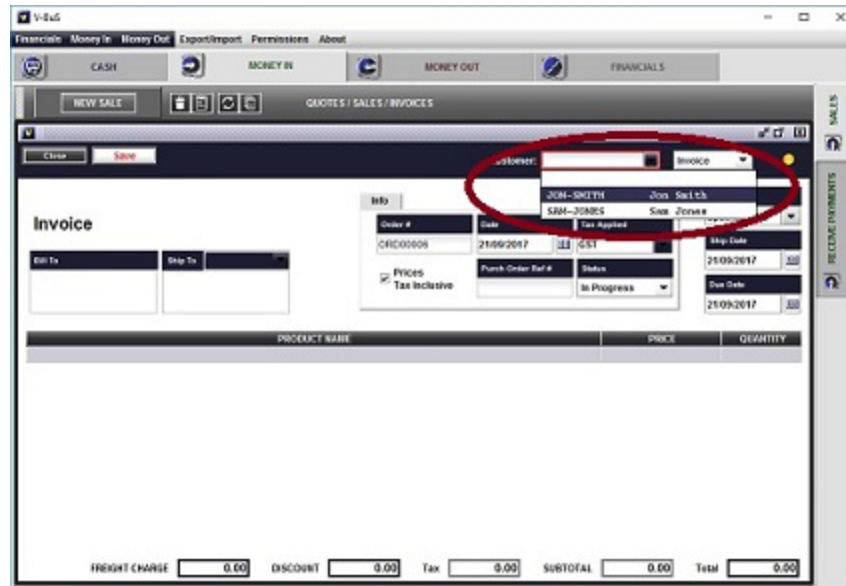 V-BuS
Financials Money In Money Out Export/Import Permissions About
CASH MONEY IN MONEY OUT FINANCIALS
NEW SALE QUOTES / SALES / INVOICES
SALES
RECEIVE PAYMENTS
Close Save Customer: Invoice
JON-SMITH Jon Smith
SAM-JONES Sam Jones
Info
Invoice
Order # Date Tax Applied
ORD00006 21/09/2017 GST
Ship Date
21/09/2017
Bill To Ship To
Prices Tax Inclusive
Purch Order Ref # Status
In Progress
Due Date
21/09/2017
PRODUCT NAME PRICE QUANTITY
FREIGHT CHARGE 0.00 DISCOUNT 0.00 Tax 0.00 SUBTOTAL 0.00 Total 0.00